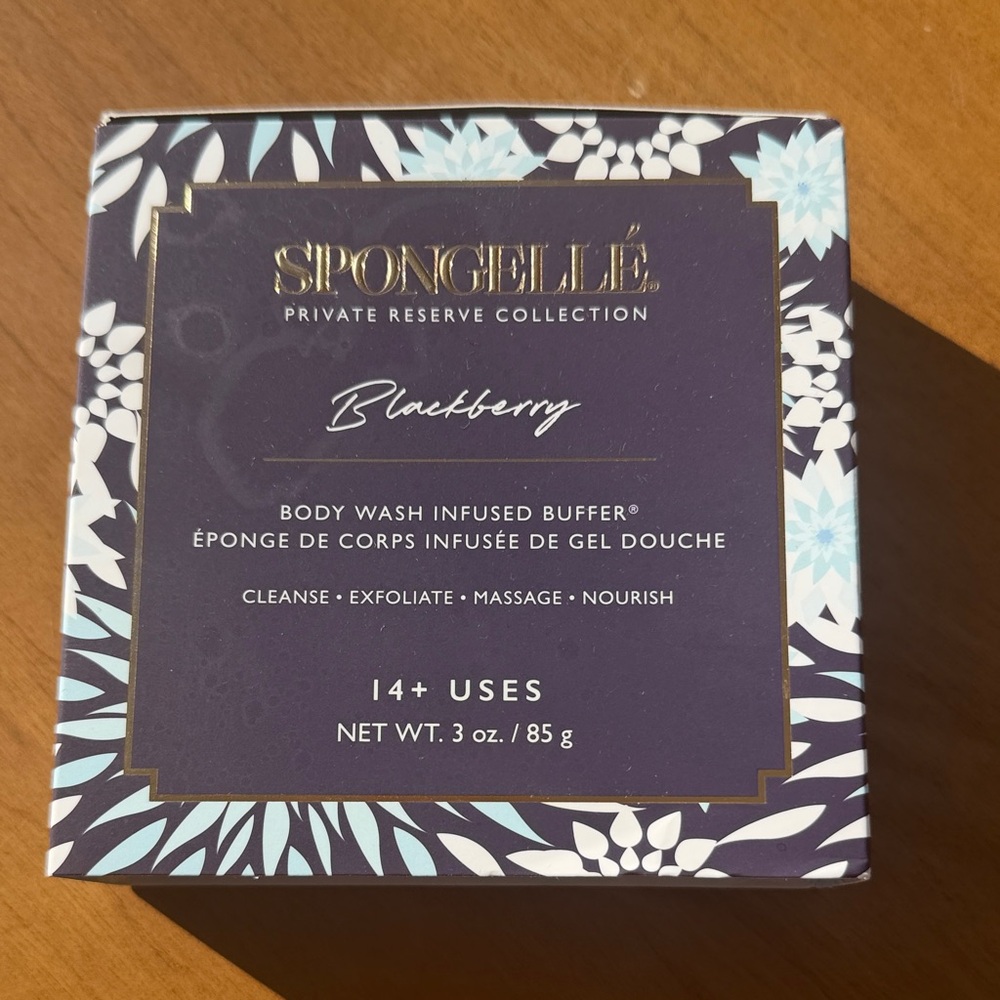 SPONGELLÉ®
PRIVATE RESERVE COLLECTION
Blackberry
BODY WASH INFUSED BUFFER®
ÉPONGE DE CORPS INFUSÉE DE GEL DOUCHE
CLEANSE • EXFOLIATE • MASSAGE • NOURISH
14+ USES
NET WT. 3 oz. / 85 g